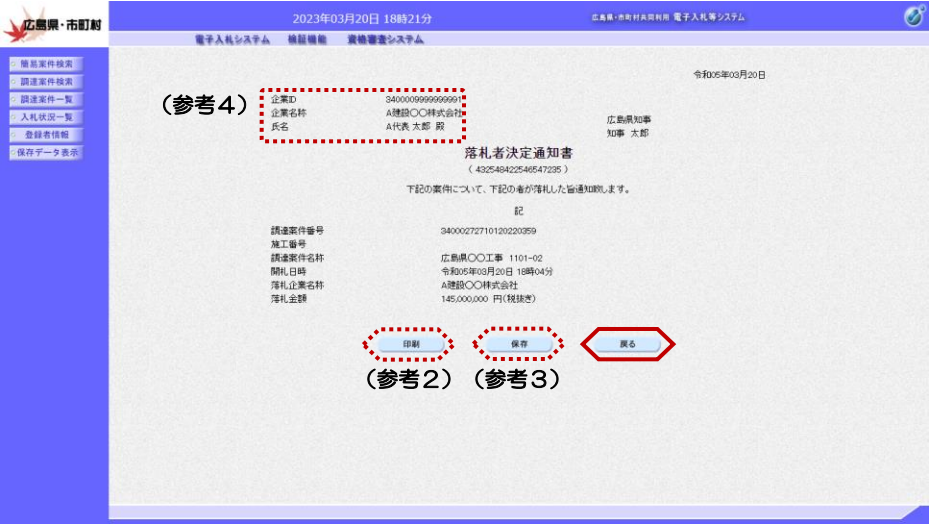 広島県・市町村
2023年03月20日 18時21分
広島県・市町村共同利用 電子入札等システム
電子入札システム 検証機能 資格審査システム
簡易案件検索
調達案件検索
調達案件一覧
入札状況一覧
登録者情報
保存データ表示
令和05年03月20日
(参考4)
企業ID 3400009999999991
企業名称 A建設〇〇株式会社
氏名 A代表 太郎 殿
広島県知事
知事 太郎
落札者決定通知書
( 432548422546547235 )
下記の案件について、下記の者が落札した旨通知致します。
記
調達案件番号 34000272710120220359
施工番号
調達案件名称 広島県〇〇工事 1101-02
開札日時 令和05年03月20日 18時04分
落札企業名称 A建設〇〇株式会社
落札金額 145,000,000 円(税抜き)
印刷 保存 戻る
(参考2) (参考3)